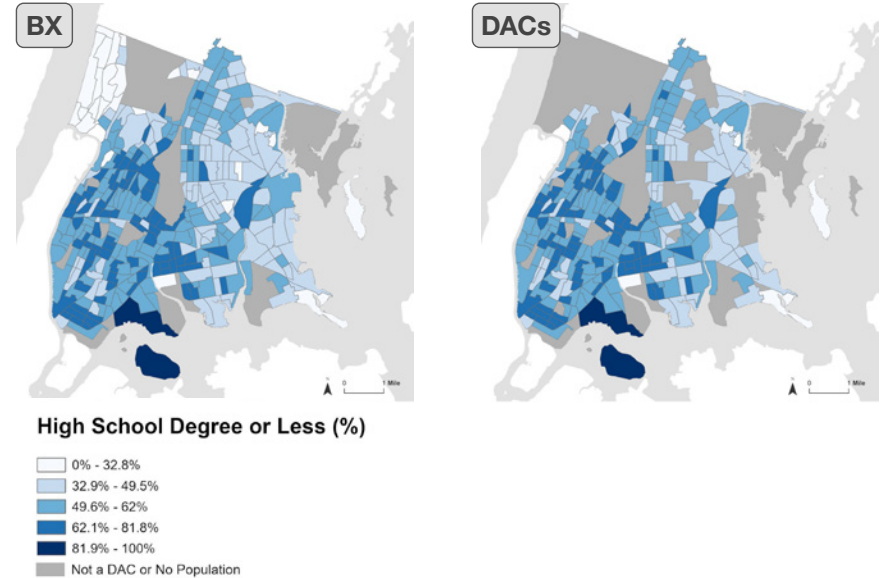 BX
DACs
N
0 1 Mile
N
0 1 Mile
High School Degree or Less (%)
0% - 32.8%
32.9% - 49.5%
49.6% - 62%
62.1% - 81.8%
81.9% - 100%
Not a DAC or No Population